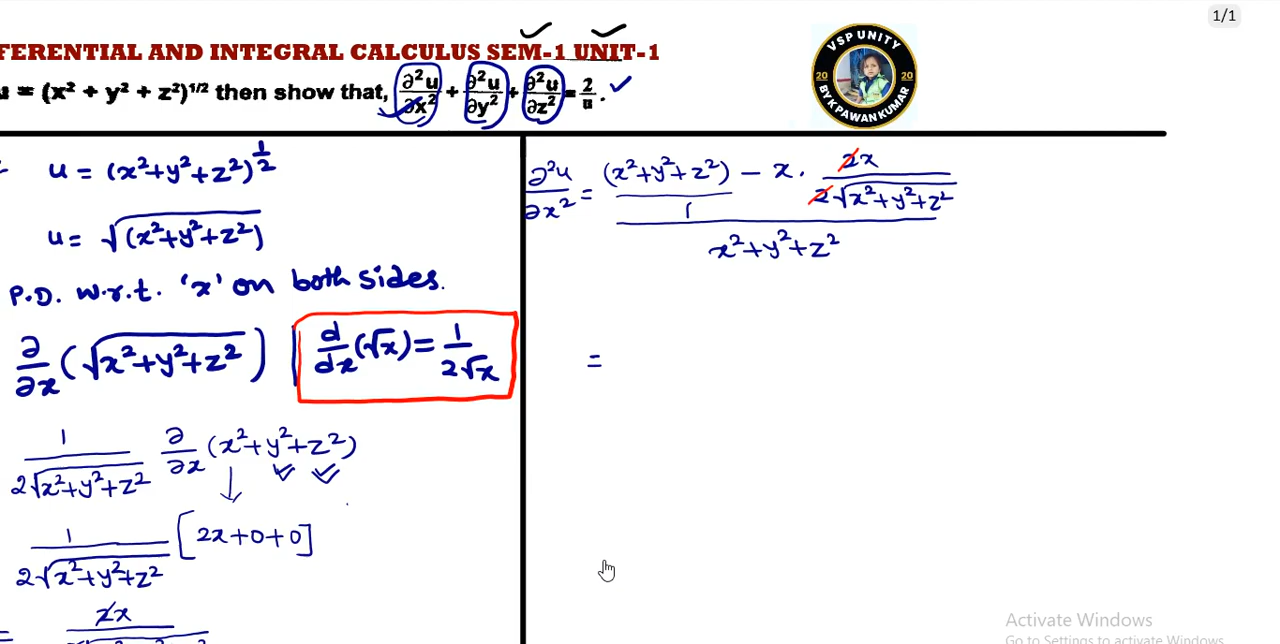 1/1
FERENTIAL AND INTEGRAL CALCULUS SEM-1 UNIT-1
u = (x² + y² + z²)^1/2 then show that, ∂²u/∂x² + ∂²u/∂y² + ∂²u/∂z² = 2/u .
VSP UNITY
20 20
BY K PAWAN KUMAR
u = (x²+y²+z²)^1/2
u = √(x²+y²+z²)
P.D. w.r.t. 'x' on both sides.
∂/∂x (√x²+y²+z²) | d/dx (√x) = 1/2√x
1/2√x²+y²+z² ∂/∂x (x²+y²+z²)
1/2√x²+y²+z² [2x+0+0]
2x
∂²u/∂x² = (x²+y²+z²)/1 − x · 2x/2√x²+y²+z²
x²+y²+z²
=
Activate Windows
Go to Settings to activate Windows.